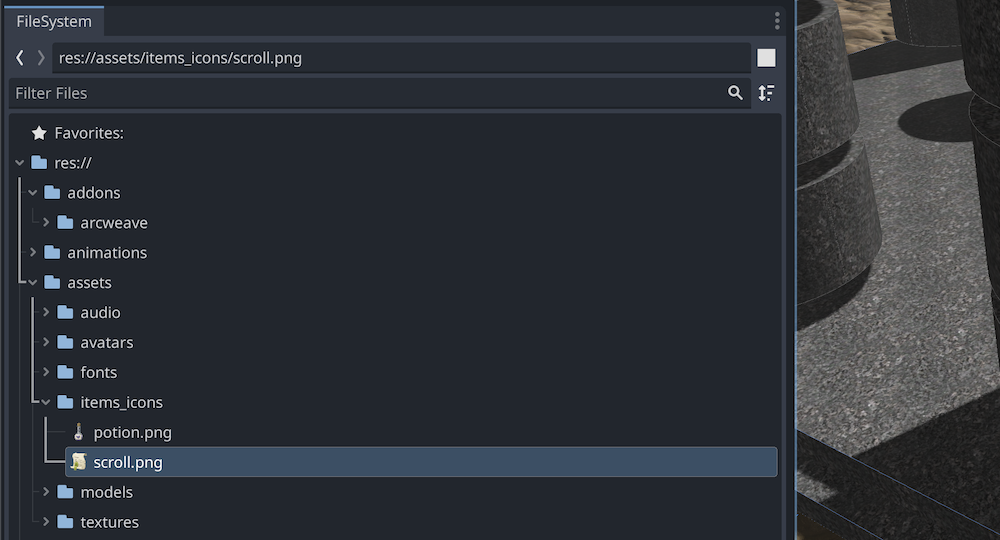 FileSystem
res://assets/items_icons/scroll.png
Filter Files
Favorites:
res://
addons
arcweave
animations
assets
audio
avatars
fonts
items_icons
potion.png
scroll.png
models
textures